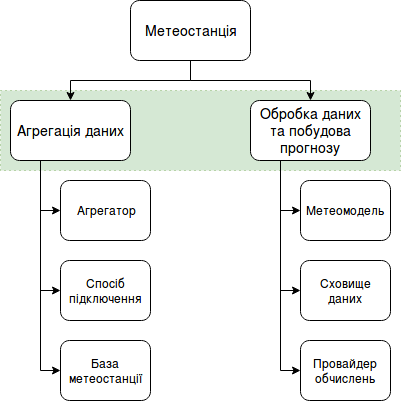 Метеостанція
Агрегація даних
Обробка даних
та побудова
прогнозу
Агрегатор
Метеомодель
Спосіб
підключення
Сховище
даних
База
метеостанції
Провайдер
обчислень